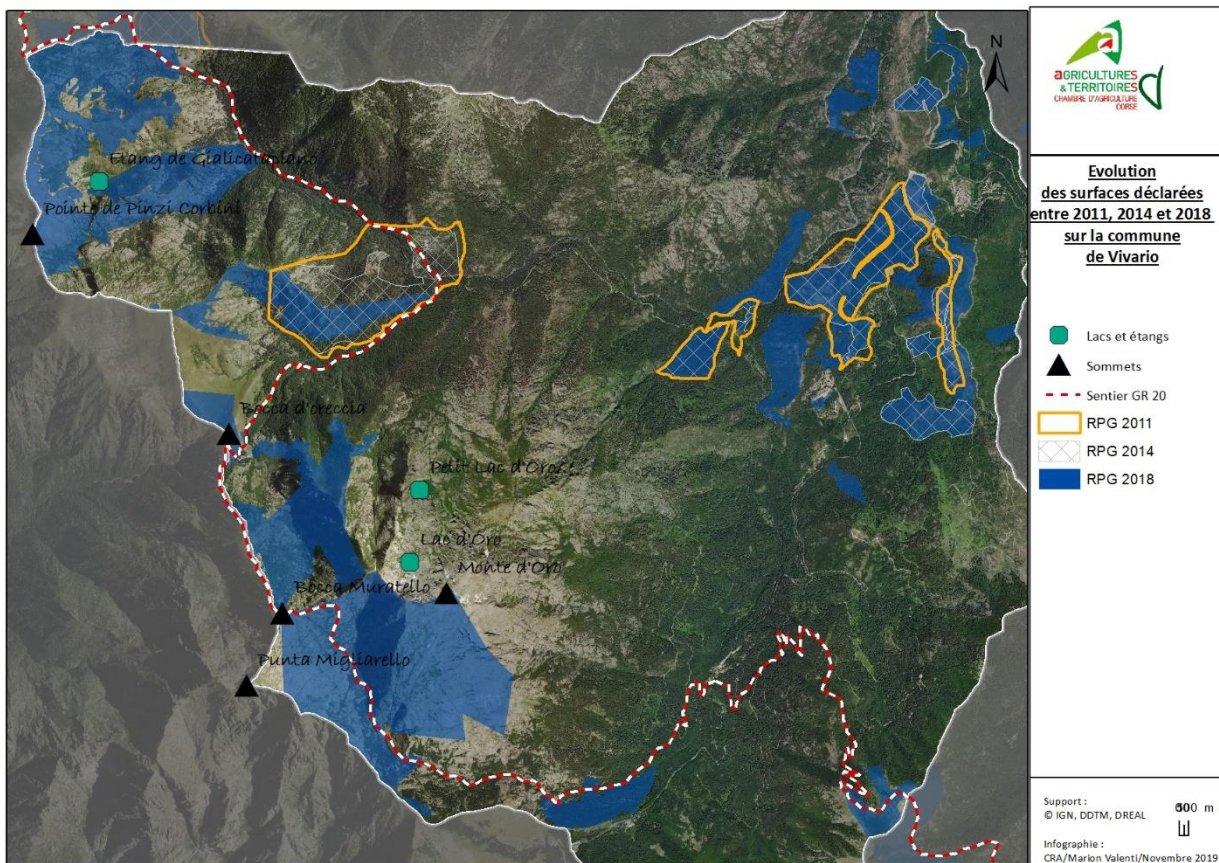 Etang de Gialicatapiano
Pointe de Pinzi Corbini
Bocca d'oreccia
Petit Lac d'Oro
Lac d'Oro
Monte d'Oro
Bocca Muratello
Punta Migliarello
N
AGRICULTURES
& TERRITOIRES
CHAMBRE D'AGRICULTURE
CORSE
Evolution
des surfaces déclarées
entre 2011, 2014 et 2018
sur la commune
de Vivario
Lacs et étangs
Sommets
Sentier GR 20
RPG 2011
RPG 2014
RPG 2018
Support :
© IGN, DDTM, DREAL
m
Infographie :
CRA/Marion Valenti/Novembre 2019